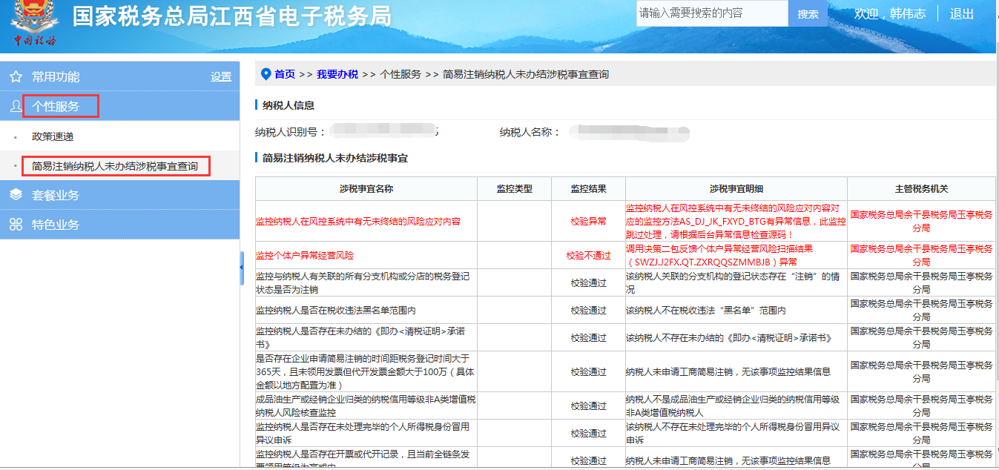 国家税务总局江西省电子税务局
中国税务
请输入需要搜索的内容
搜索
欢迎，韩伟志
退出
常用功能
设置
个性服务
政策速递
简易注销纳税人未办结涉税事宜查询
套餐业务
特色业务
首页 >> 我要办税 >> 个性服务 >> 简易注销纳税人未办结涉税事宜查询
纳税人信息
纳税人识别号：
纳税人名称：
简易注销纳税人未办结涉税事宜
涉税事宜名称 监控类型 监控结果 涉税事宜明细 主管税务机关
监控纳税人在风控系统中有无未终结的风险应对内容
校验异常
监控纳税人在风控系统中有无未终结的风险应对内容对
应的监控方法AS_DJ_JK_FXYD_BTG有异常信息，此监控
跳过处理，请根据后台异常信息检查源码！
国家税务总局余干县税务局玉亭税务
分局
监控个体户异常经营风险
校验不通过
调用决策二包反馈个体户异常经营风险扫描结果
（SWZJ.J2FX.QT.ZXRQQSZMMBJB）异常
国家税务总局余干县税务局玉亭税务
分局
监控与纳税人有关联的所有分支机构或分店的税务登记
状态是否为注销
校验通过
该纳税人关联的分支机构的登记状态存在“注销”的情
况
国家税务总局余干县税务局玉亭税务
分局
监控纳税人是否在税收违法黑名单范围内
校验通过
该纳税人不在税收违法“黑名单”范围内
国家税务总局余干县税务局玉亭税务
分局
监控纳税人是否存在未办结的《即办<清税证明>承诺
书》
校验通过
该纳税人不存在未办结的《即办<清税证明>承诺书》
国家税务总局余干县税务局玉亭税务
分局
是否存在企业申请简易注销的时间距税务登记时间大于
365天，且未领用发票但代开发票金额大于100万（具体
金额以地方配置为准）
校验通过
纳税人未申请工商简易注销，无该事项监控结果信息
国家税务总局余干县税务局玉亭税务
分局
成品油生产或经销企业归类的纳税信用等级非A类增值税
纳税人风险核查监控
校验通过
纳税人不是成品油生产或经销企业归类的纳税信用等级
非A类增值税纳税人
国家税务总局余干县税务局玉亭税务
分局
监控纳税人是否存在未处理完毕的个人所得税身份冒用
异议申诉
校验通过
该纳税人不存在未处理完毕的个人所得税身份冒用异议
申诉
国家税务总局余干县税务局玉亭税务
分局
监控纳税人是否存在开票或代开记录，且当前全链条发
校验通过
纳税人未申请工商简易注销，无该事项监控结果信息
国家税务总局余干县税务局玉亭税务